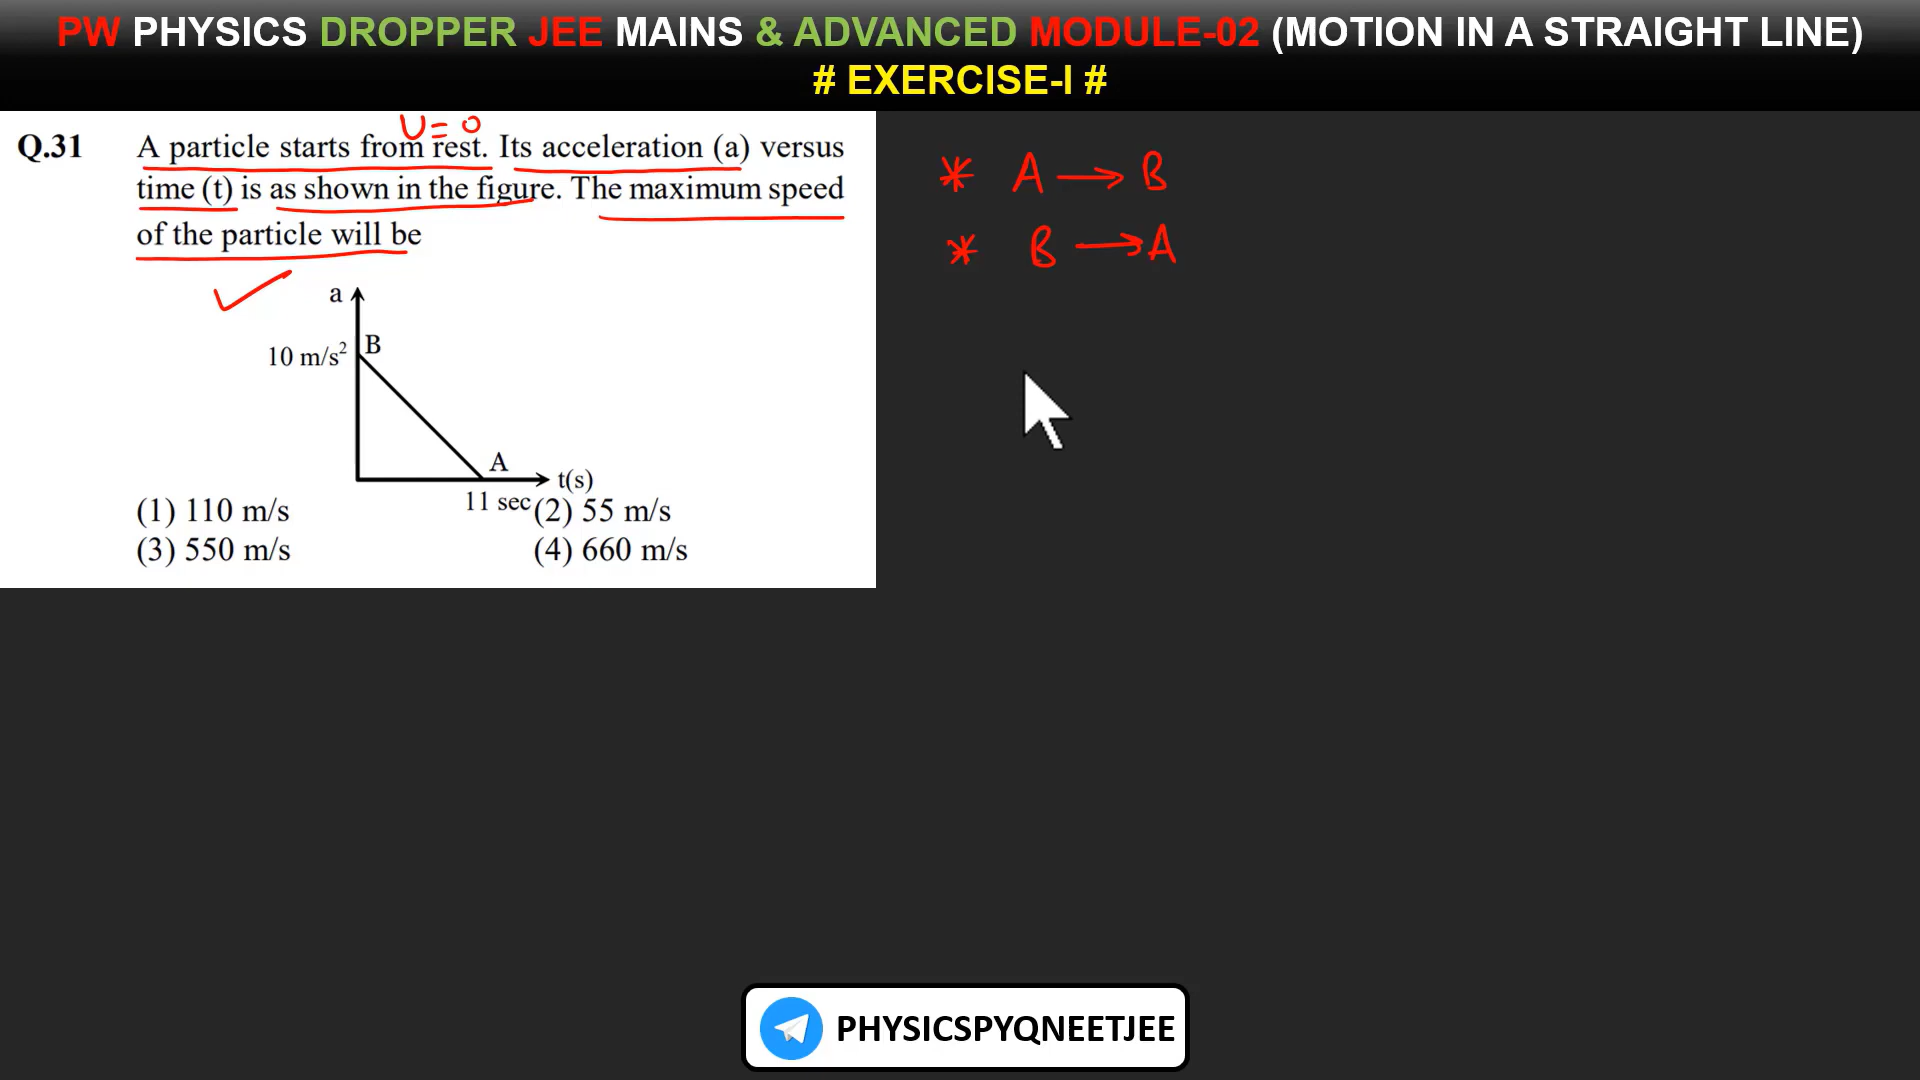 PW PHYSICS DROPPER JEE MAINS & ADVANCED MODULE-02 (MOTION IN A STRAIGHT LINE)
# EXERCISE-I #
U = 0
Q.31 A particle starts from rest. Its acceleration (a) versus
time (t) is as shown in the figure. The maximum speed
of the particle will be
a
B
10 m/s²
A
t(s)
11 sec
(1) 110 m/s (2) 55 m/s
(3) 550 m/s (4) 660 m/s
* A → B
* B → A
PHYSICSPYQNEETJEE